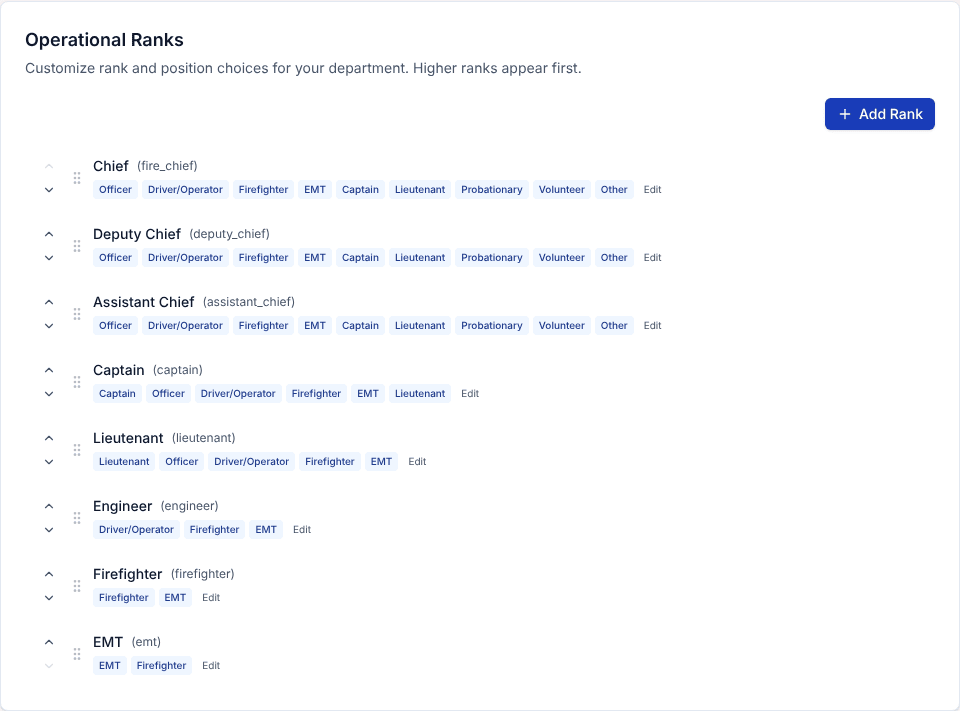 Operational Ranks
Customize rank and position choices for your department. Higher ranks appear first.
+ Add Rank
Chief (fire_chief)
Officer Driver/Operator Firefighter EMT Captain Lieutenant Probationary Volunteer Other Edit
Deputy Chief (deputy_chief)
Officer Driver/Operator Firefighter EMT Captain Lieutenant Probationary Volunteer Other Edit
Assistant Chief (assistant_chief)
Officer Driver/Operator Firefighter EMT Captain Lieutenant Probationary Volunteer Other Edit
Captain (captain)
Captain Officer Driver/Operator Firefighter EMT Lieutenant Edit
Lieutenant (lieutenant)
Lieutenant Officer Driver/Operator Firefighter EMT Edit
Engineer (engineer)
Driver/Operator Firefighter EMT Edit
Firefighter (firefighter)
Firefighter EMT Edit
EMT (emt)
EMT Firefighter Edit